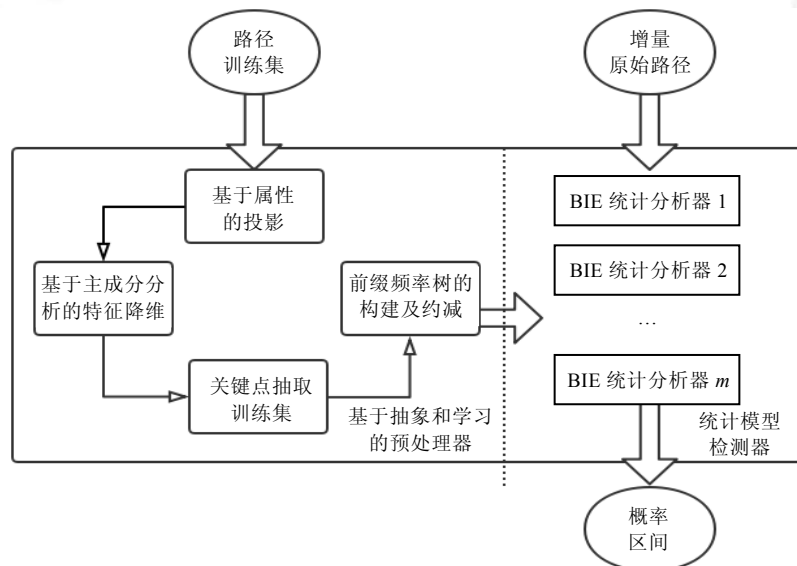 路径
训练集
增量
原始路径
基于属性
的投影
BIE 统计分析器 1
基于主成分分
析的特征降维
前缀频率树的
构建及约减
BIE 统计分析器 2
…
关键点抽取
训练集
BIE 统计分析器 m
基于抽象和学习
的预处理器
统计模型
检测器
概率
区间